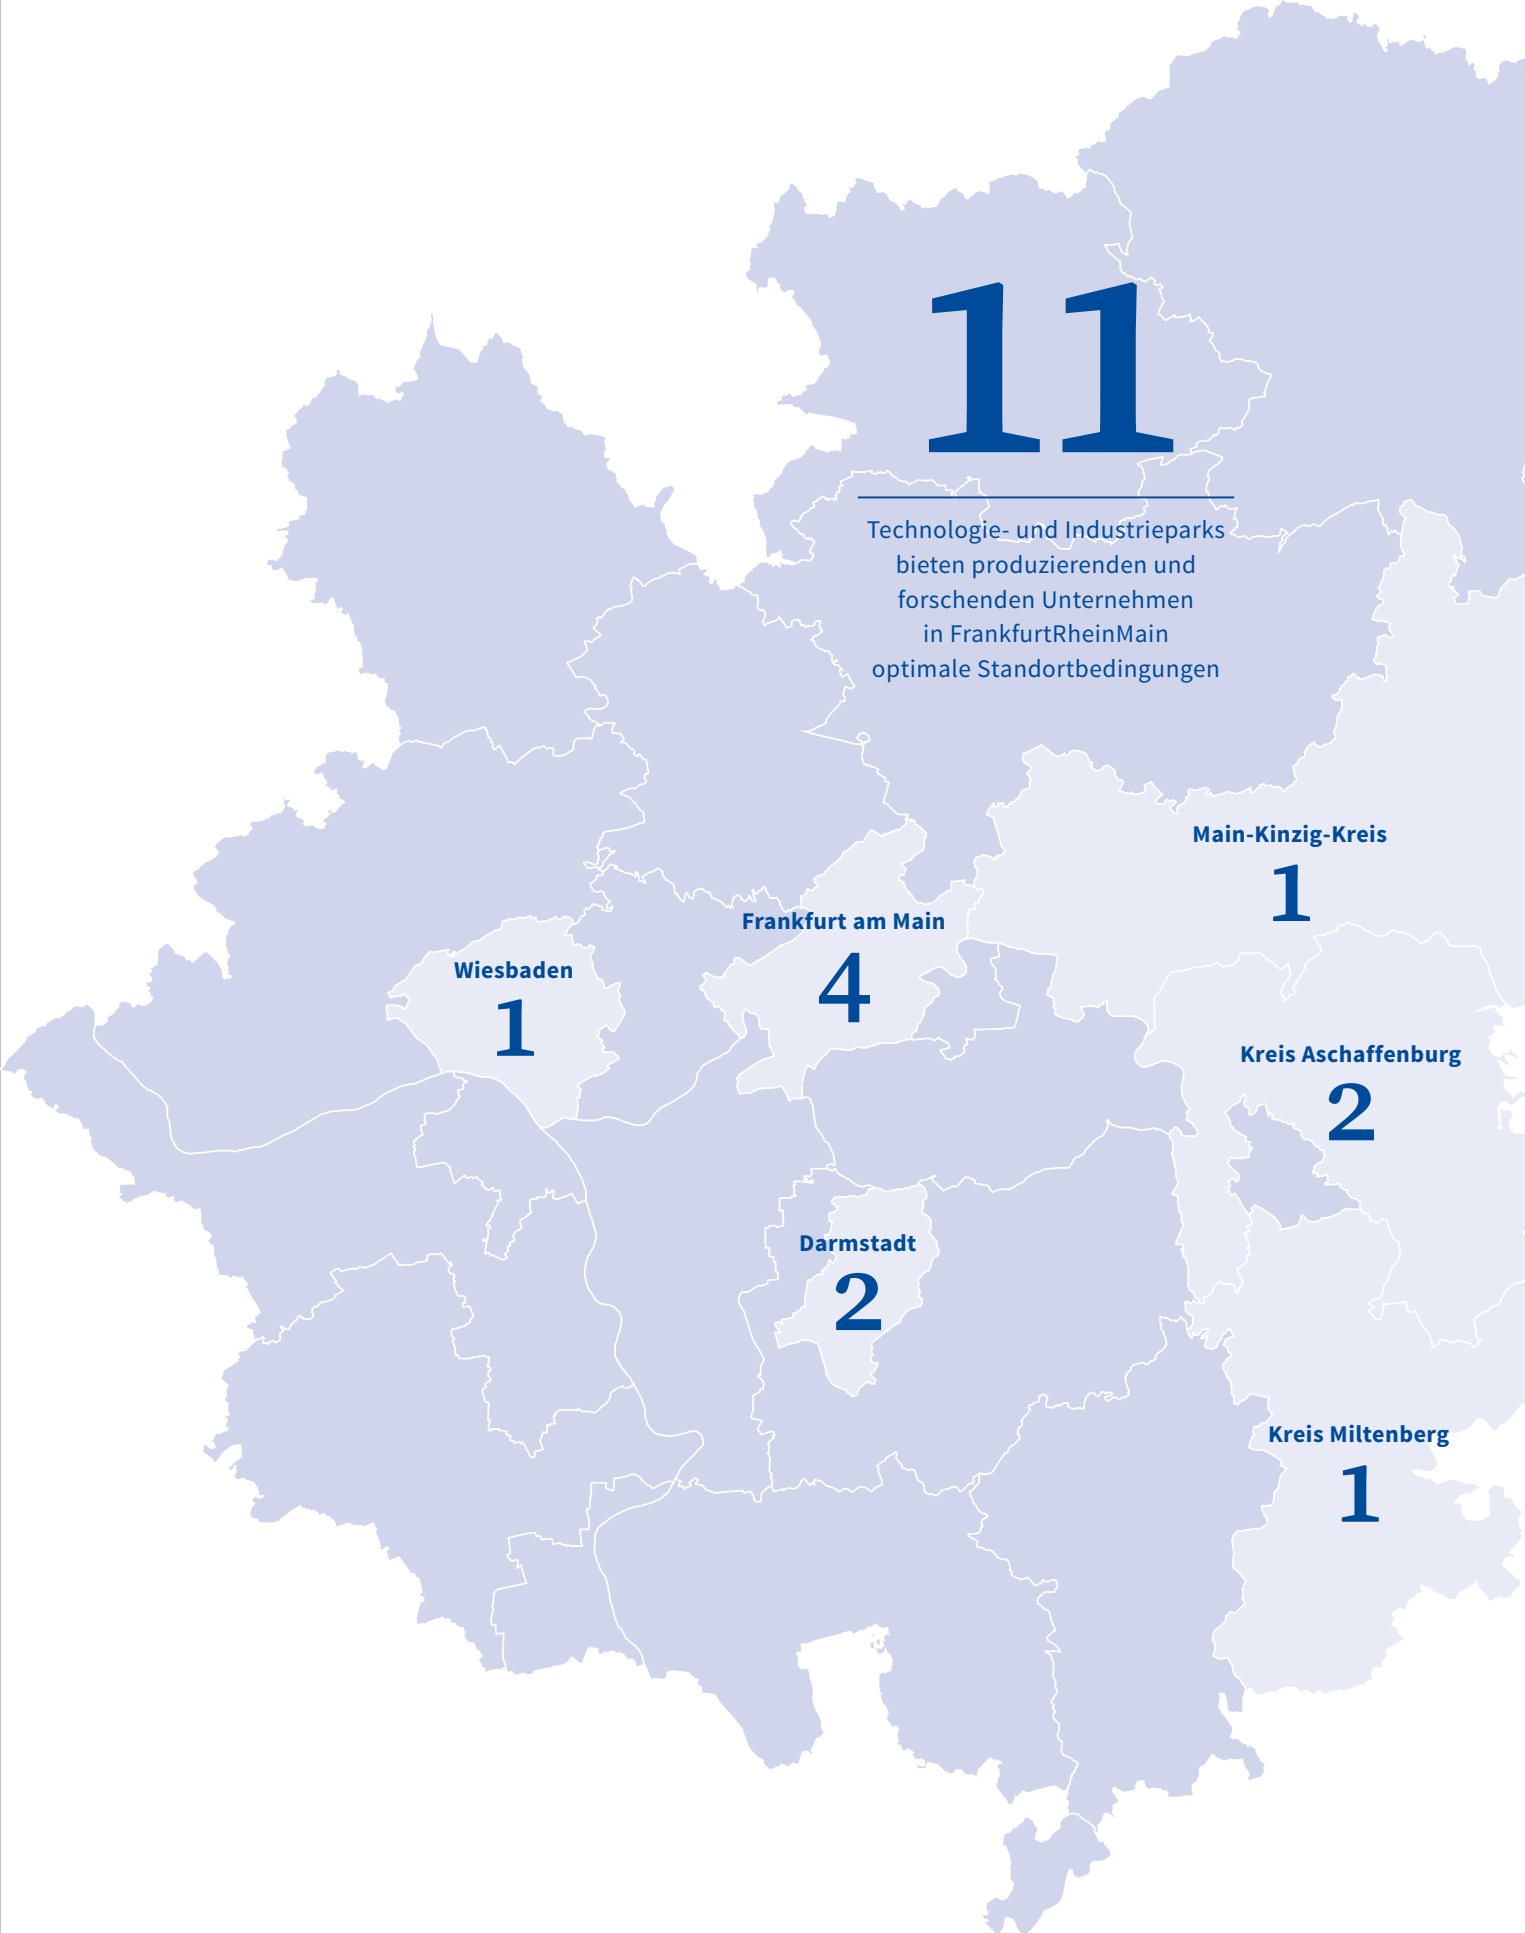 11
Technologie- und Industrieparks
bieten produzierenden und
forschenden Unternehmen
in FrankfurtRheinMain
optimale Standortbedingungen
Main-Kinzig-Kreis
1
Frankfurt am Main
4
Wiesbaden
1
Kreis Aschaffenburg
2
Darmstadt
2
Kreis Miltenberg
1